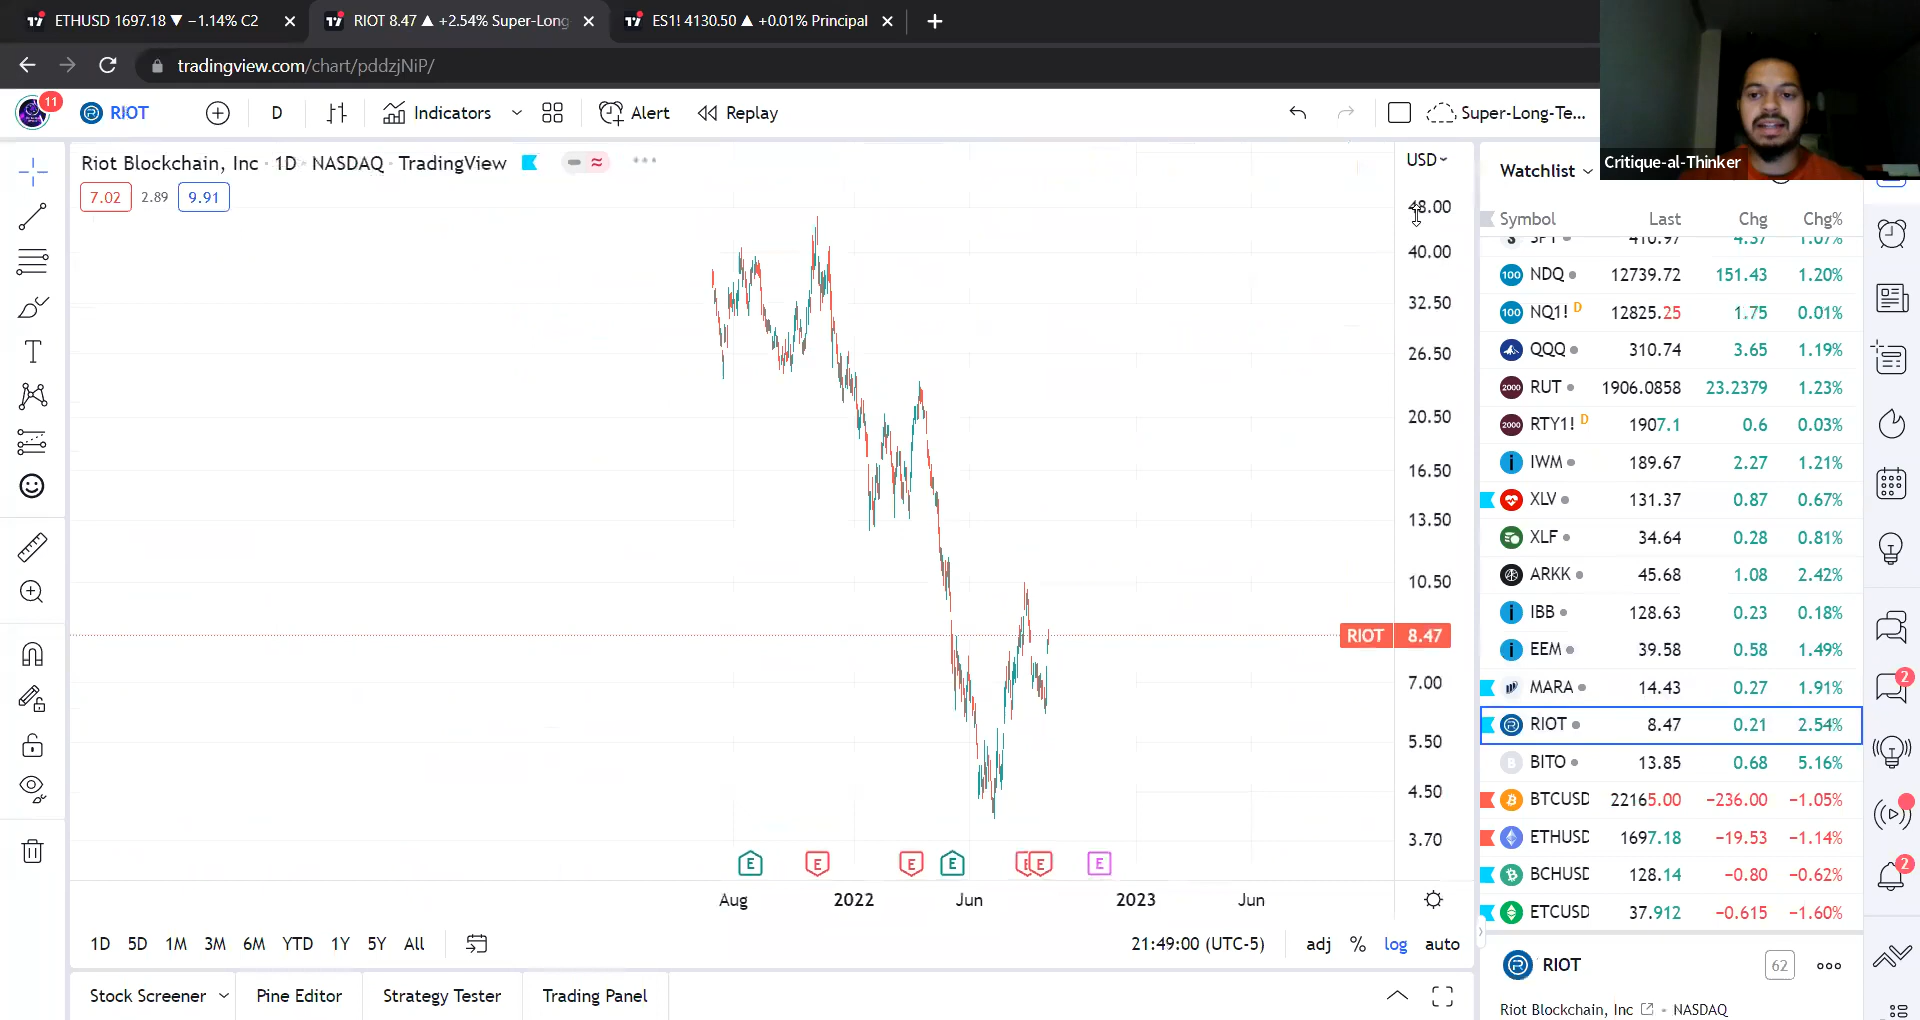 ETHUSD 1697.18 ▼ −1.14% C2
RIOT 8.47 ▲ +2.54% Super-Long
ES1! 4130.50 ▲ +0.01% Principal
tradingview.com/chart/pddzjNiP/
11
RIOT
D
Indicators
Alert
Replay
Super-Long-Te...
Critique-al-Thinker
Riot Blockchain, Inc · 1D · NASDAQ · TradingView
7.02 2.89 9.91
USD
48.00
40.00
32.50
26.50
20.50
16.50
13.50
10.50
RIOT 8.47
7.00
5.50
4.50
3.70
E E E E E E E
Aug 2022 Jun 2023 Jun
1D 5D 1M 3M 6M YTD 1Y 5Y All
21:49:00 (UTC-5) adj % log auto
Stock Screener Pine Editor Strategy Tester Trading Panel
Watchlist
Symbol Last Chg Chg%
SPY 410.97 4.37 1.07%
NDQ 12739.72 151.43 1.20%
NQ1! D 12825.25 1.75 0.01%
QQQ 310.74 3.65 1.19%
RUT 1906.0858 23.2379 1.23%
RTY1! D 1907.1 0.6 0.03%
IWM 189.67 2.27 1.21%
XLV 131.37 0.87 0.67%
XLF 34.64 0.28 0.81%
ARKK 45.68 1.08 2.42%
IBB 128.63 0.23 0.18%
EEM 39.58 0.58 1.49%
MARA 14.43 0.27 1.91%
RIOT 8.47 0.21 2.54%
BITO 13.85 0.68 5.16%
BTCUSD 22165.00 −236.00 −1.05%
ETHUSD 1697.18 −19.53 −1.14%
BCHUSD 128.14 −0.80 −0.62%
ETCUSD 37.912 −0.615 −1.60%
RIOT 62
Riot Blockchain, Inc · NASDAQ
2
2